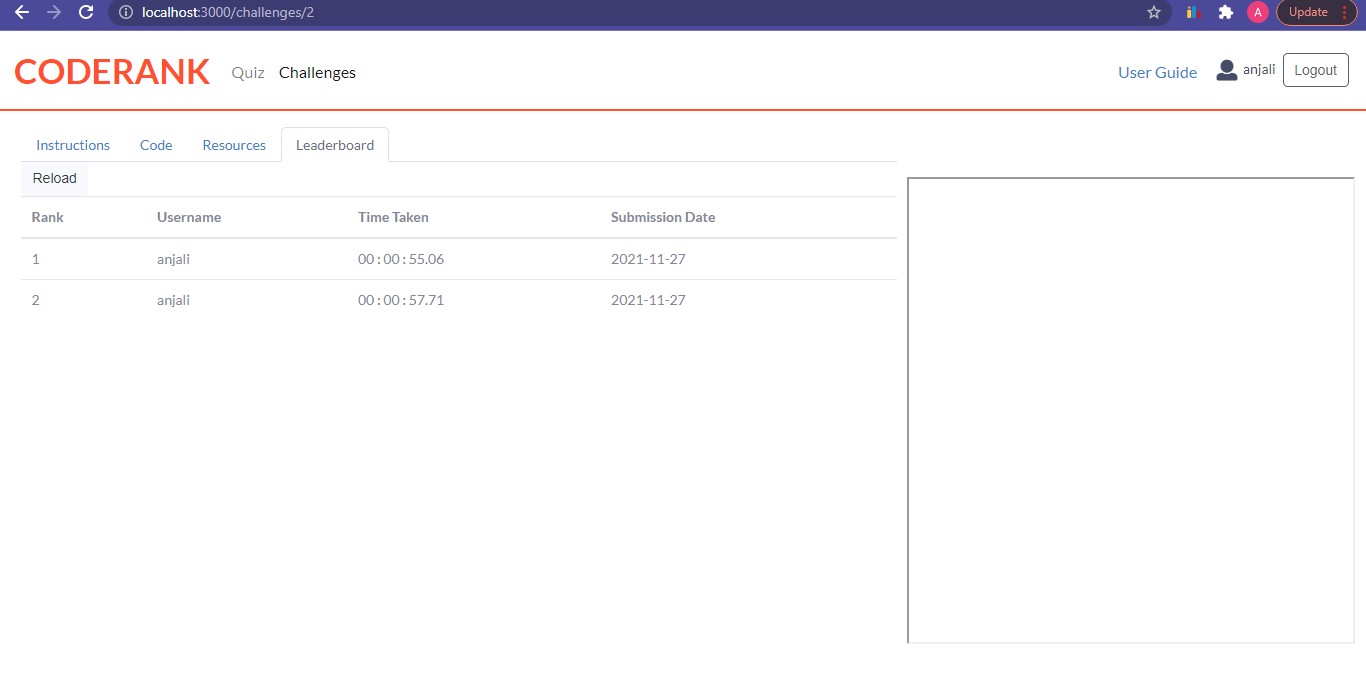 localhost:3000/challenges/2
A
Update
CODERANK Quiz Challenges User Guide anjali Logout
Instructions Code Resources Leaderboard
Reload
Rank Username Time Taken Submission Date
1 anjali 00 : 00 : 55.06 2021-11-27
2 anjali 00 : 00 : 57.71 2021-11-27